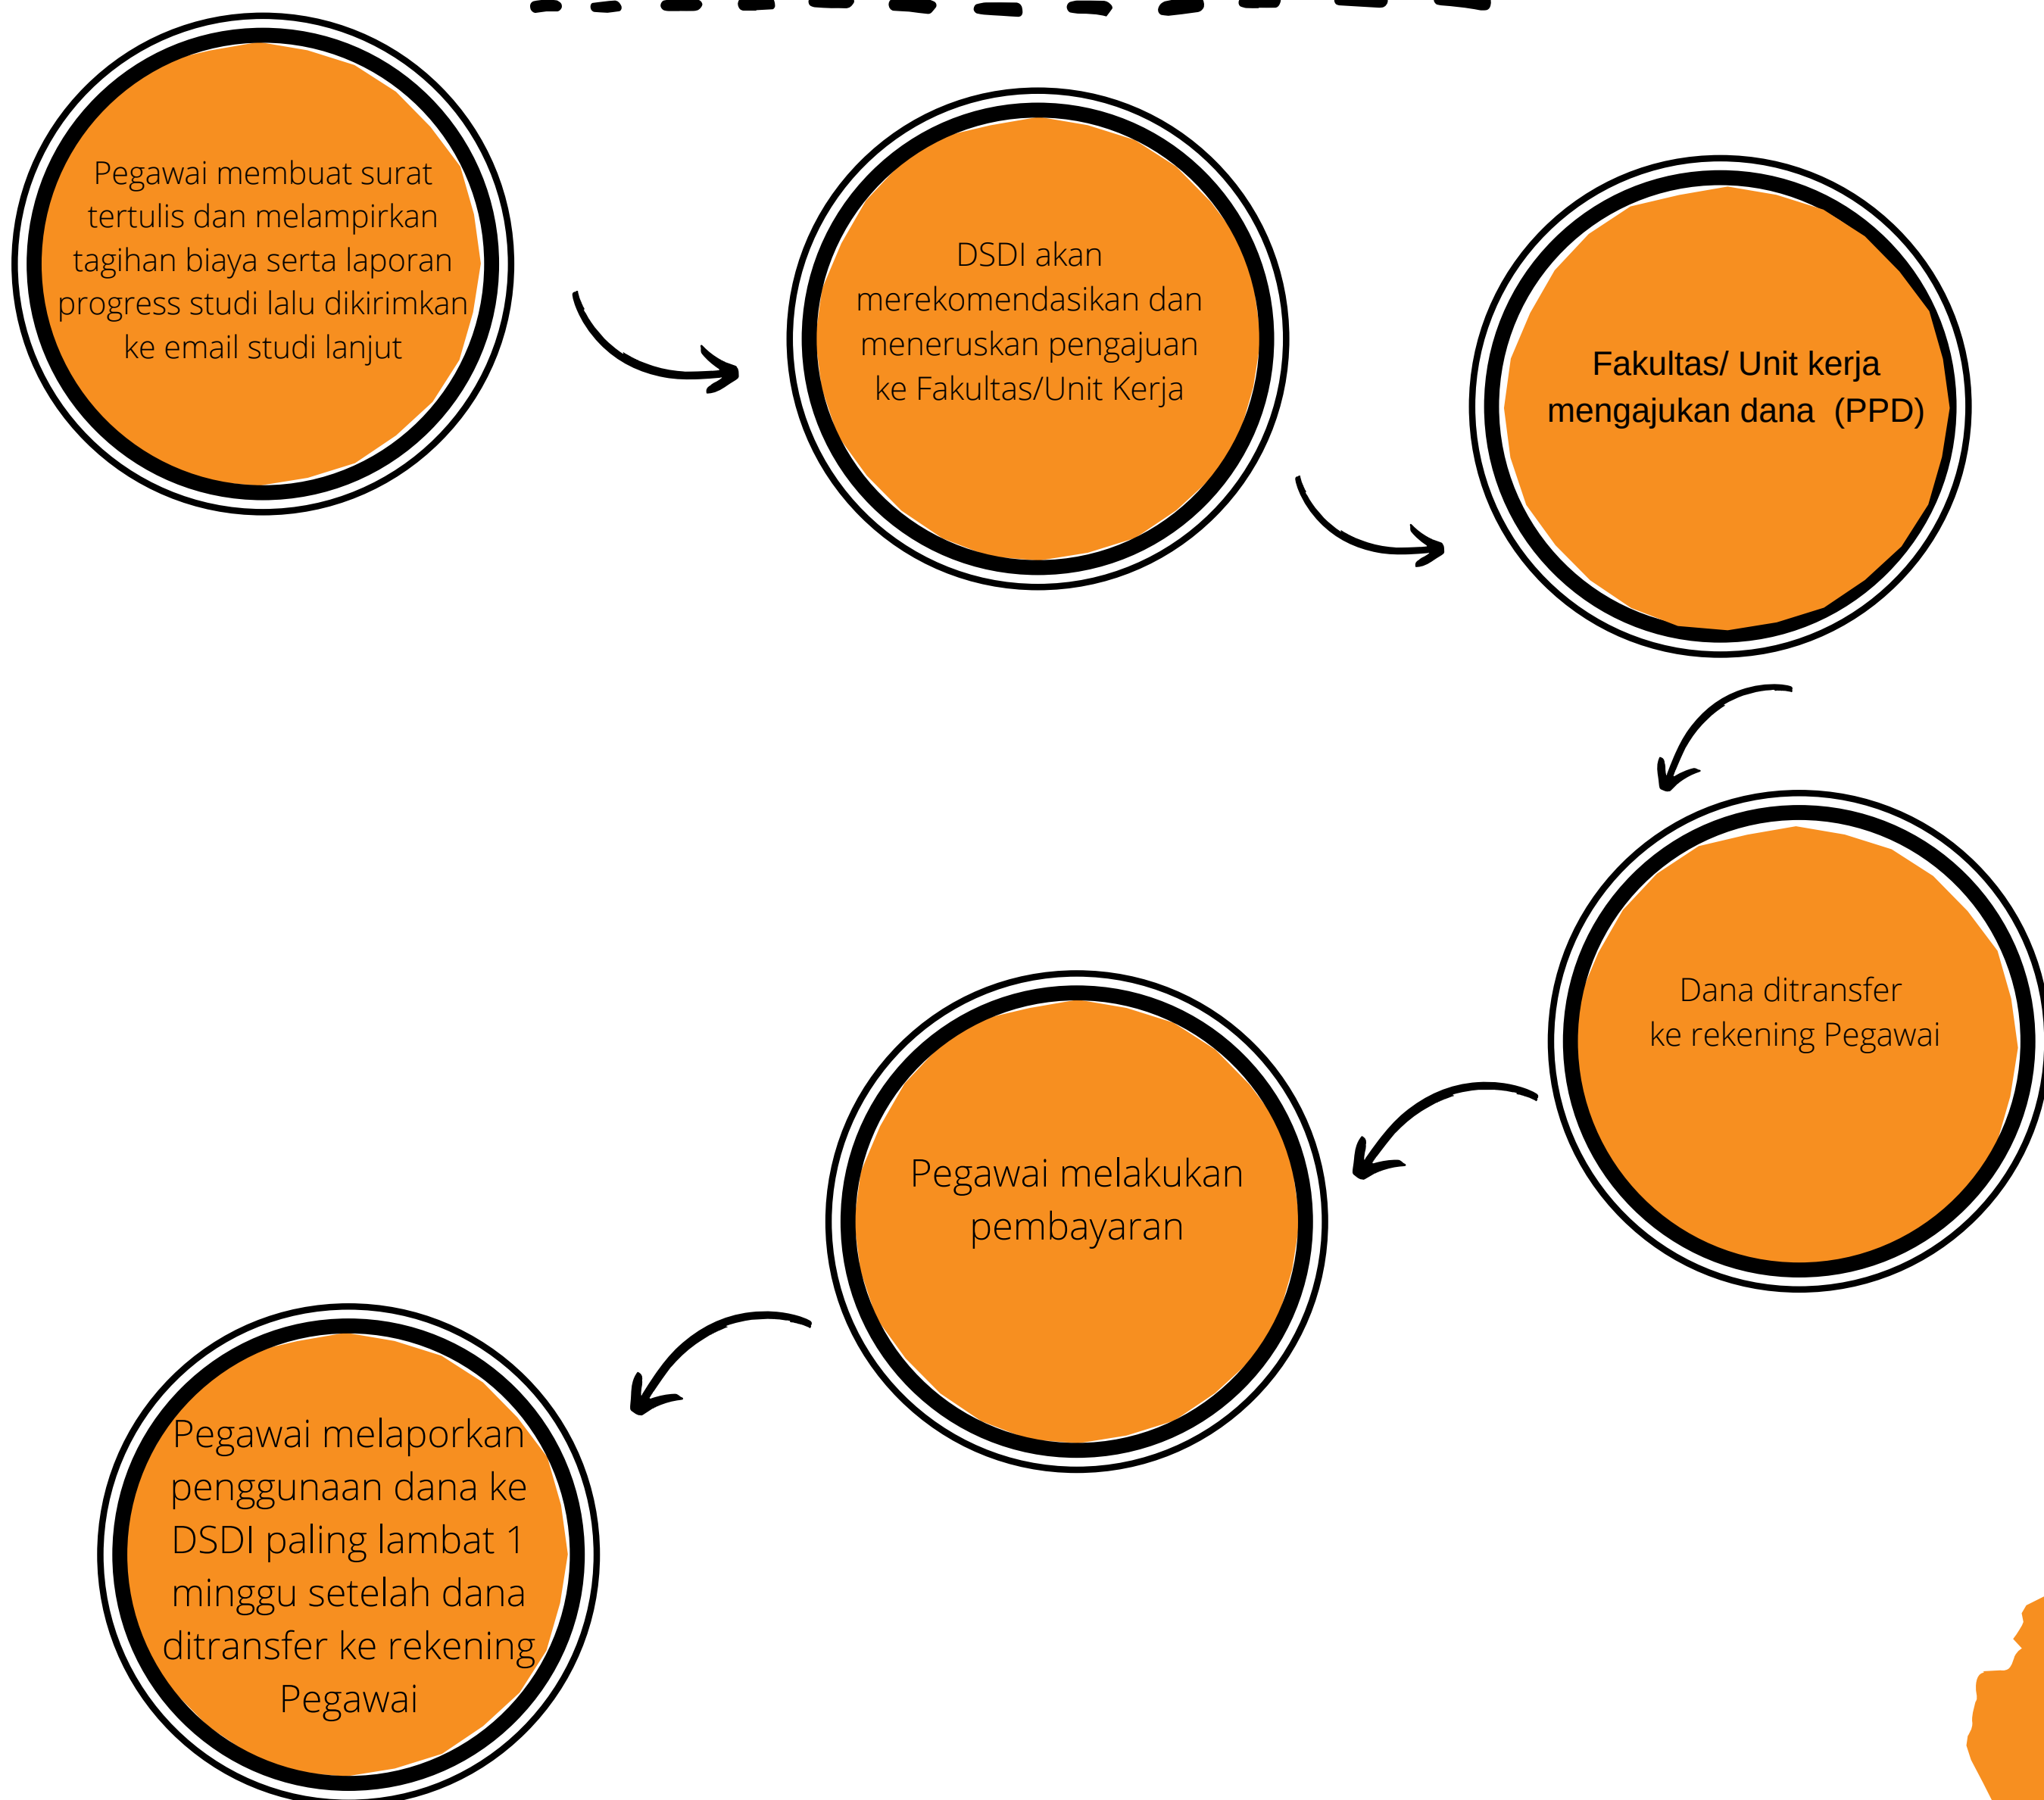 Pegawai membuat surat
tertulis dan melampirkan
tagihan biaya serta laporan
progress studi lalu dikirimkan
ke email studi lanjut
DSDI akan
merekomendasikan dan
meneruskan pengajuan
ke Fakultas/Unit Kerja
Fakultas/ Unit kerja
mengajukan dana  (PPD)
Dana ditransfer
ke rekening Pegawai
Pegawai melakukan
pembayaran
Pegawai melaporkan
penggunaan dana ke
DSDI paling lambat 1
minggu setelah dana
ditransfer ke rekening
Pegawai